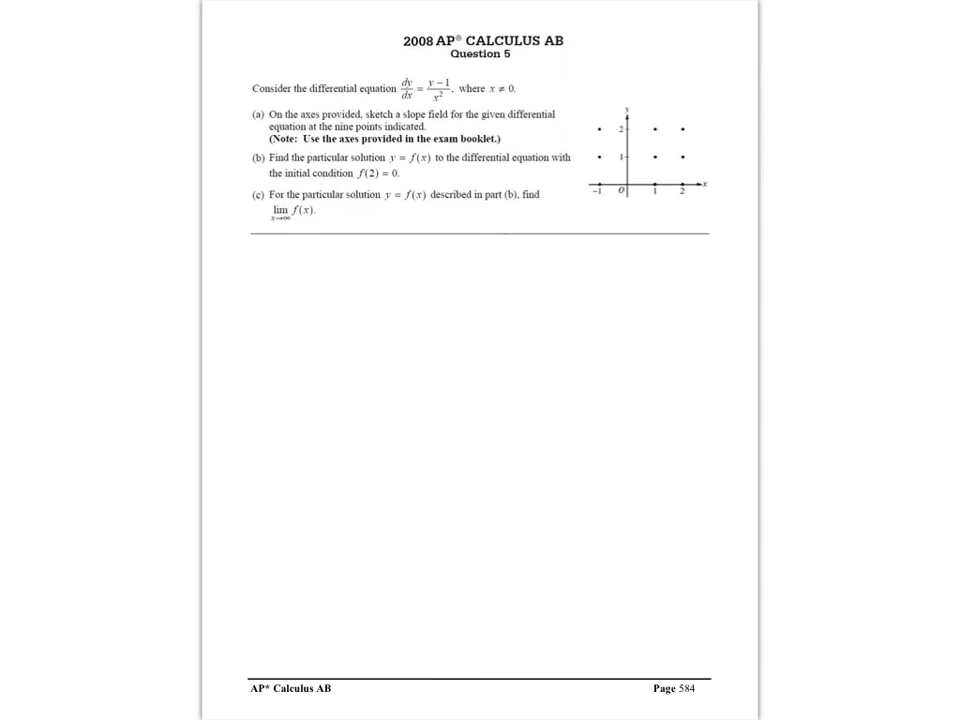 2008 AP® CALCULUS AB
Question 5
Consider the differential equation dy/dx = (y − 1)/x², where x ≠ 0.
(a) On the axes provided, sketch a slope field for the given differential
equation at the nine points indicated.
(Note: Use the axes provided in the exam booklet.)
(b) Find the particular solution y = f(x) to the differential equation with
the initial condition f(2) = 0.
(c) For the particular solution y = f(x) described in part (b), find
lim x→∞ f(x).
y
2
1
−1 O 1 2 x
AP* Calculus AB Page 584